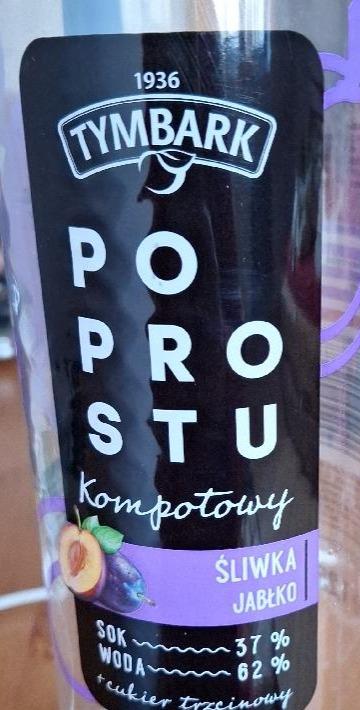 1936
TYMBARK
PO
PRO
STU
Kompotowy
ŚLIWKA
JABŁKO
SOK 37 %
WODA 62 %
+ cukier trzcinowy